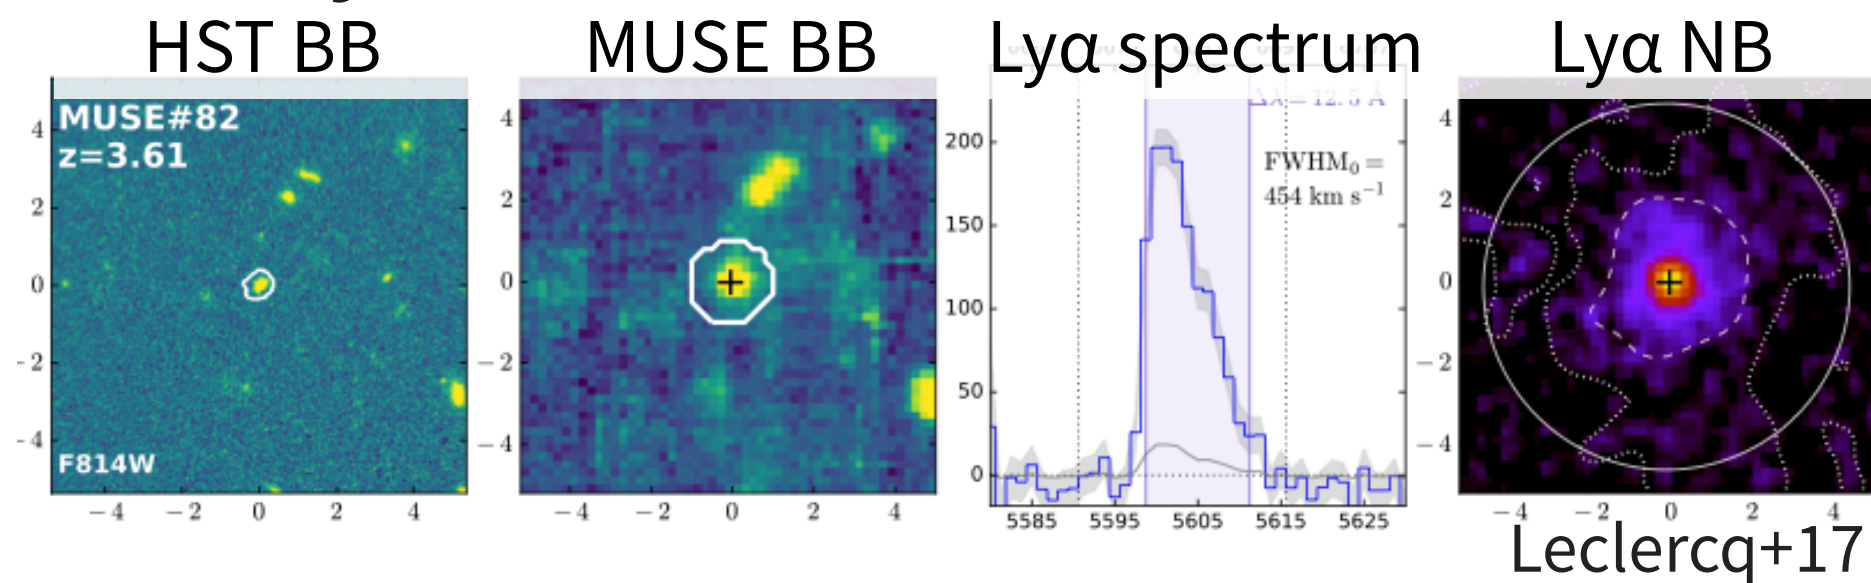 HST BB
MUSE BB
Lyα spectrum
Lyα NB
MUSE#82
z=3.61
F814W
4
2
0
−2
−4
−4 −2 0 2 4
4
2
0
−2
−4
−4 −2 0 2 4
Δλ=12.5 Å
FWHM₀ =
454 km s⁻¹
200
150
100
50
0
5585 5595 5605 5615 5625
4
2
0
−2
−4
−4 −2 0 2 4
Leclercq+17